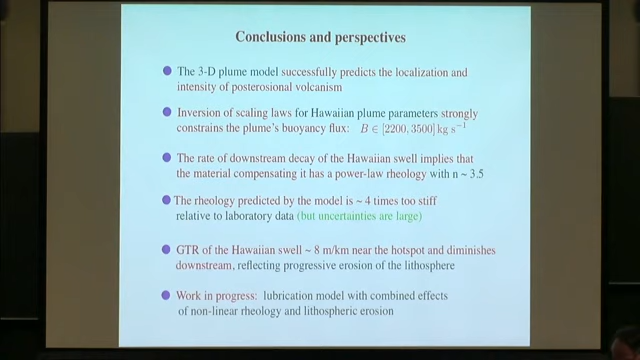 Conclusions and perspectives
The 3-D plume model successfully predicts the localization and
intensity of posterosional volcanism
Inversion of scaling laws for Hawaiian plume parameters strongly
constrains the plume's buoyancy flux: B ∈ [2200, 3500] kg s⁻¹
The rate of downstream decay of the Hawaiian swell implies that
the material compensating it has a power-law rheology with n ~ 3.5
The rheology predicted by the model is ~ 4 times too stiff
relative to laboratory data (but uncertainties are large)
GTR of the Hawaiian swell ~ 8 m/km near the hotspot and diminishes
downstream, reflecting progressive erosion of the lithosphere
Work in progress: lubrication model with combined effects
of non-linear rheology and lithospheric erosion